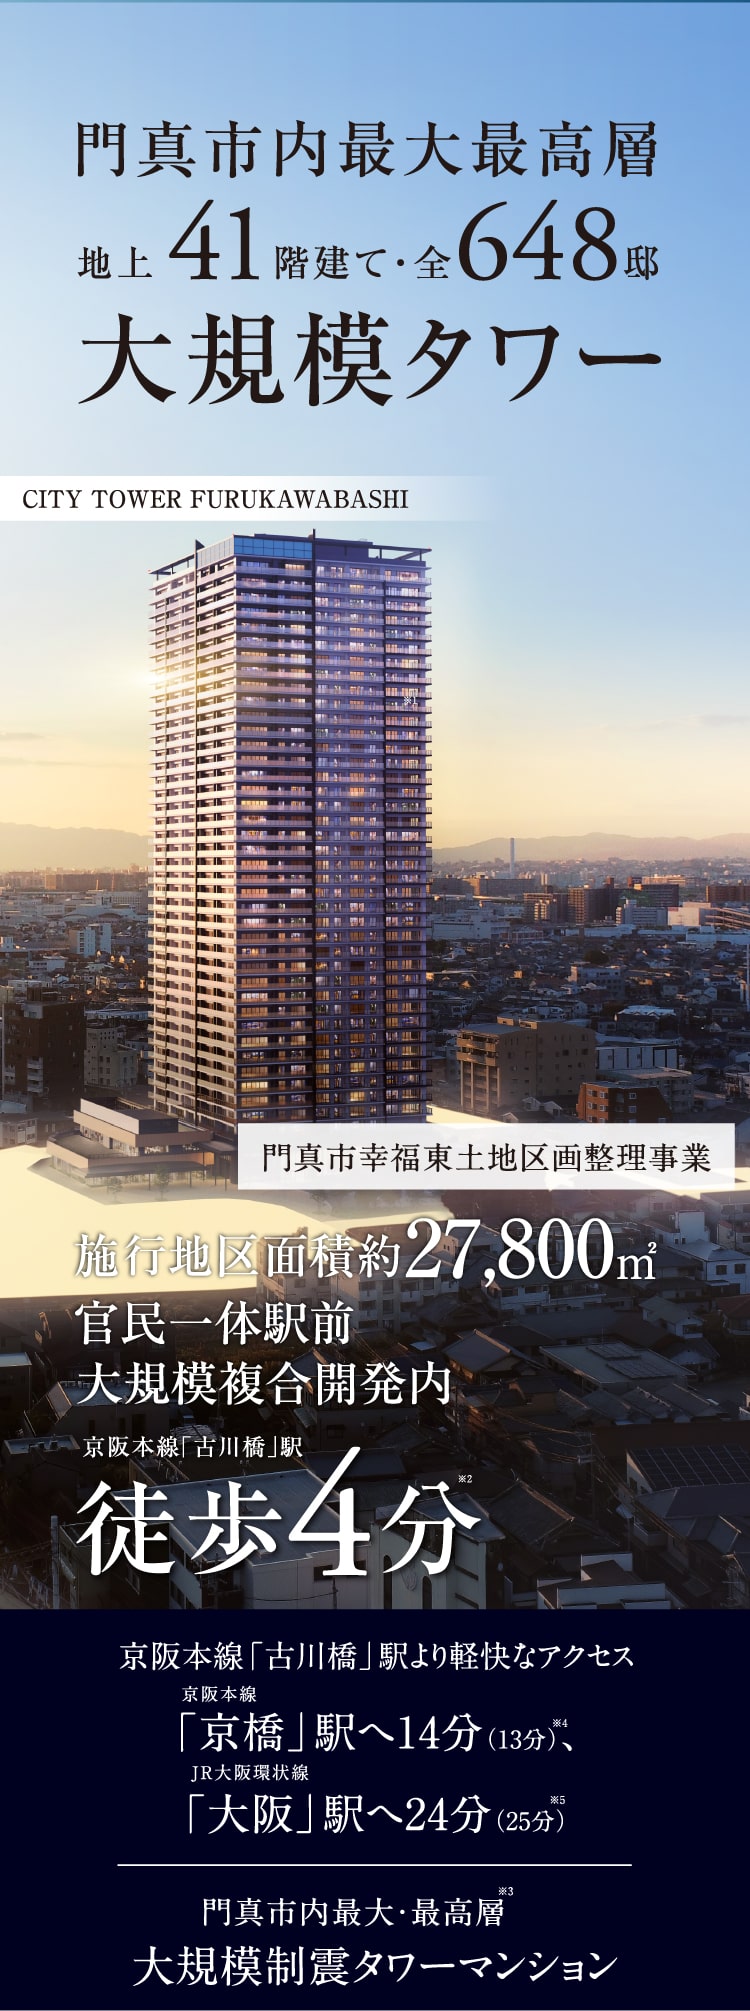 門真市内最大最高層
地上41階建て・全648邸
大規模タワー
CITY TOWER FURUKAWABASHI
※1
門真市幸福東土地区画整理事業
施行地区面積約27,800㎡
官民一体駅前
大規模複合開発内
京阪本線「古川橋」駅
徒歩4分※2
京阪本線「古川橋」駅より軽快なアクセス
京阪本線
「京橋」駅へ14分(13分)※4、
JR大阪環状線
「大阪」駅へ24分(25分)※5
門真市内最大・最高層※3
大規模制震タワーマンション